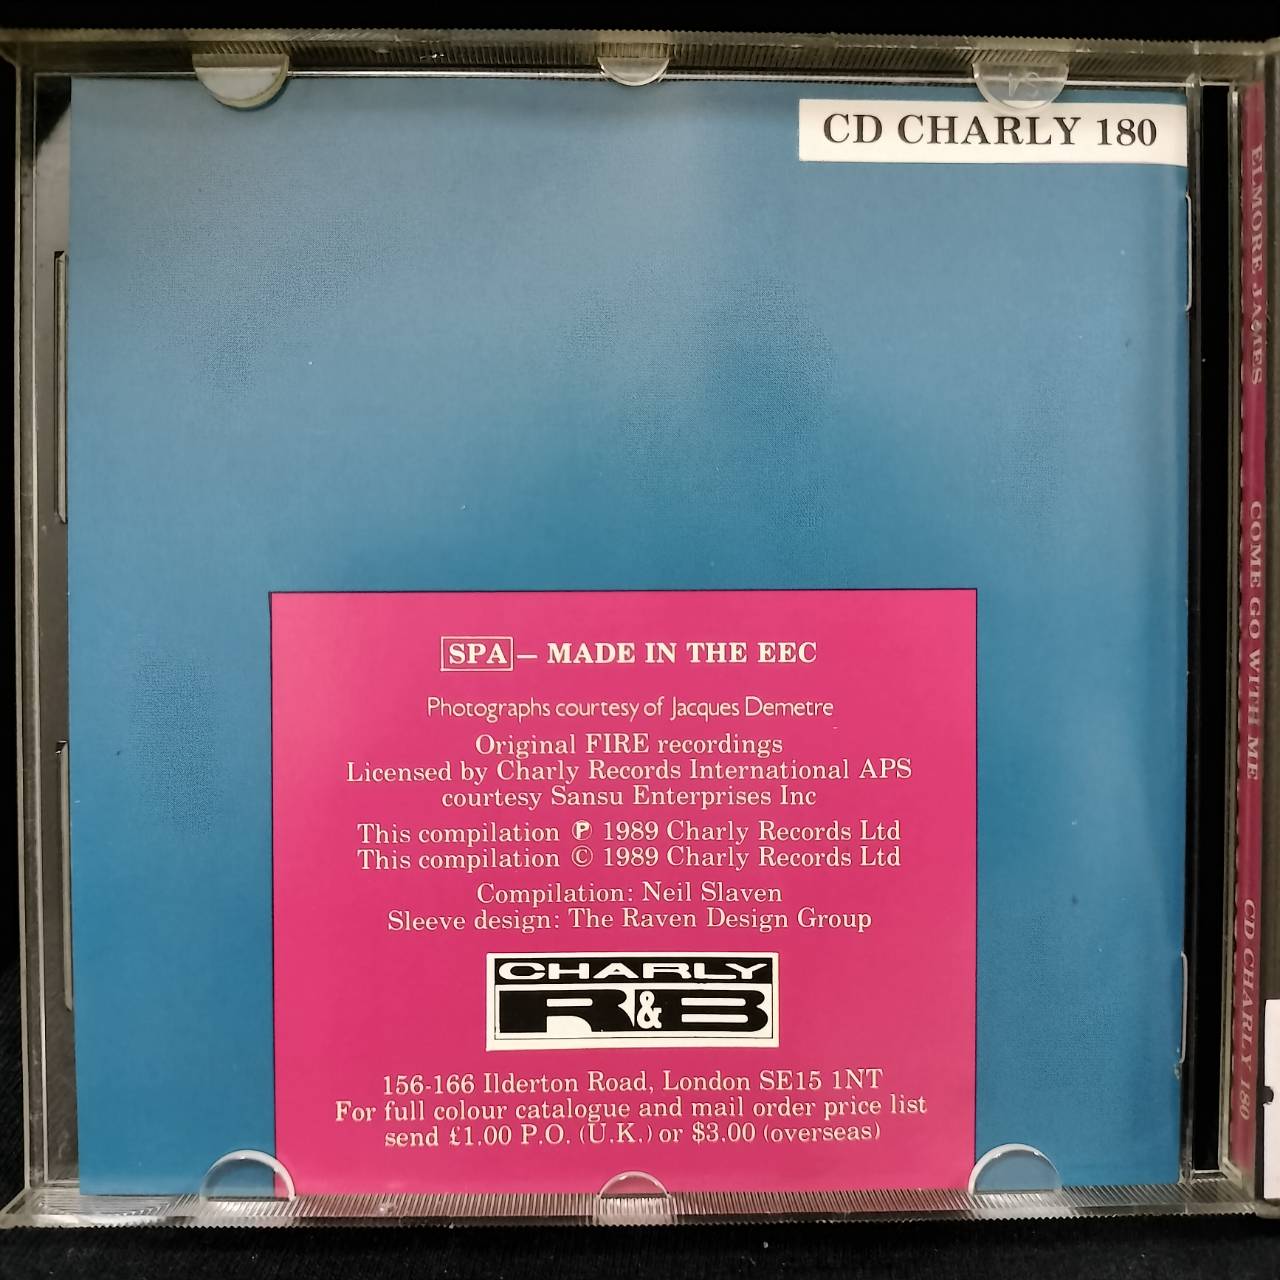 CD CHARLY 180
SPA – MADE IN THE EEC
Photographs courtesy of Jacques Demetre
Original FIRE recordings
Licensed by Charly Records International APS
courtesy Sansu Enterprises Inc
This compilation ℗ 1989 Charly Records Ltd
This compilation © 1989 Charly Records Ltd
Compilation: Neil Slaven
Sleeve design: The Raven Design Group
CHARLY
R&B
156-166 Ilderton Road, London SE15 1NT
For full colour catalogue and mail order price list
send £1.00 P.O. (U.K.) or $3.00 (overseas)
ELMORE JAMES
COME GO WITH ME
CD CHARLY 180